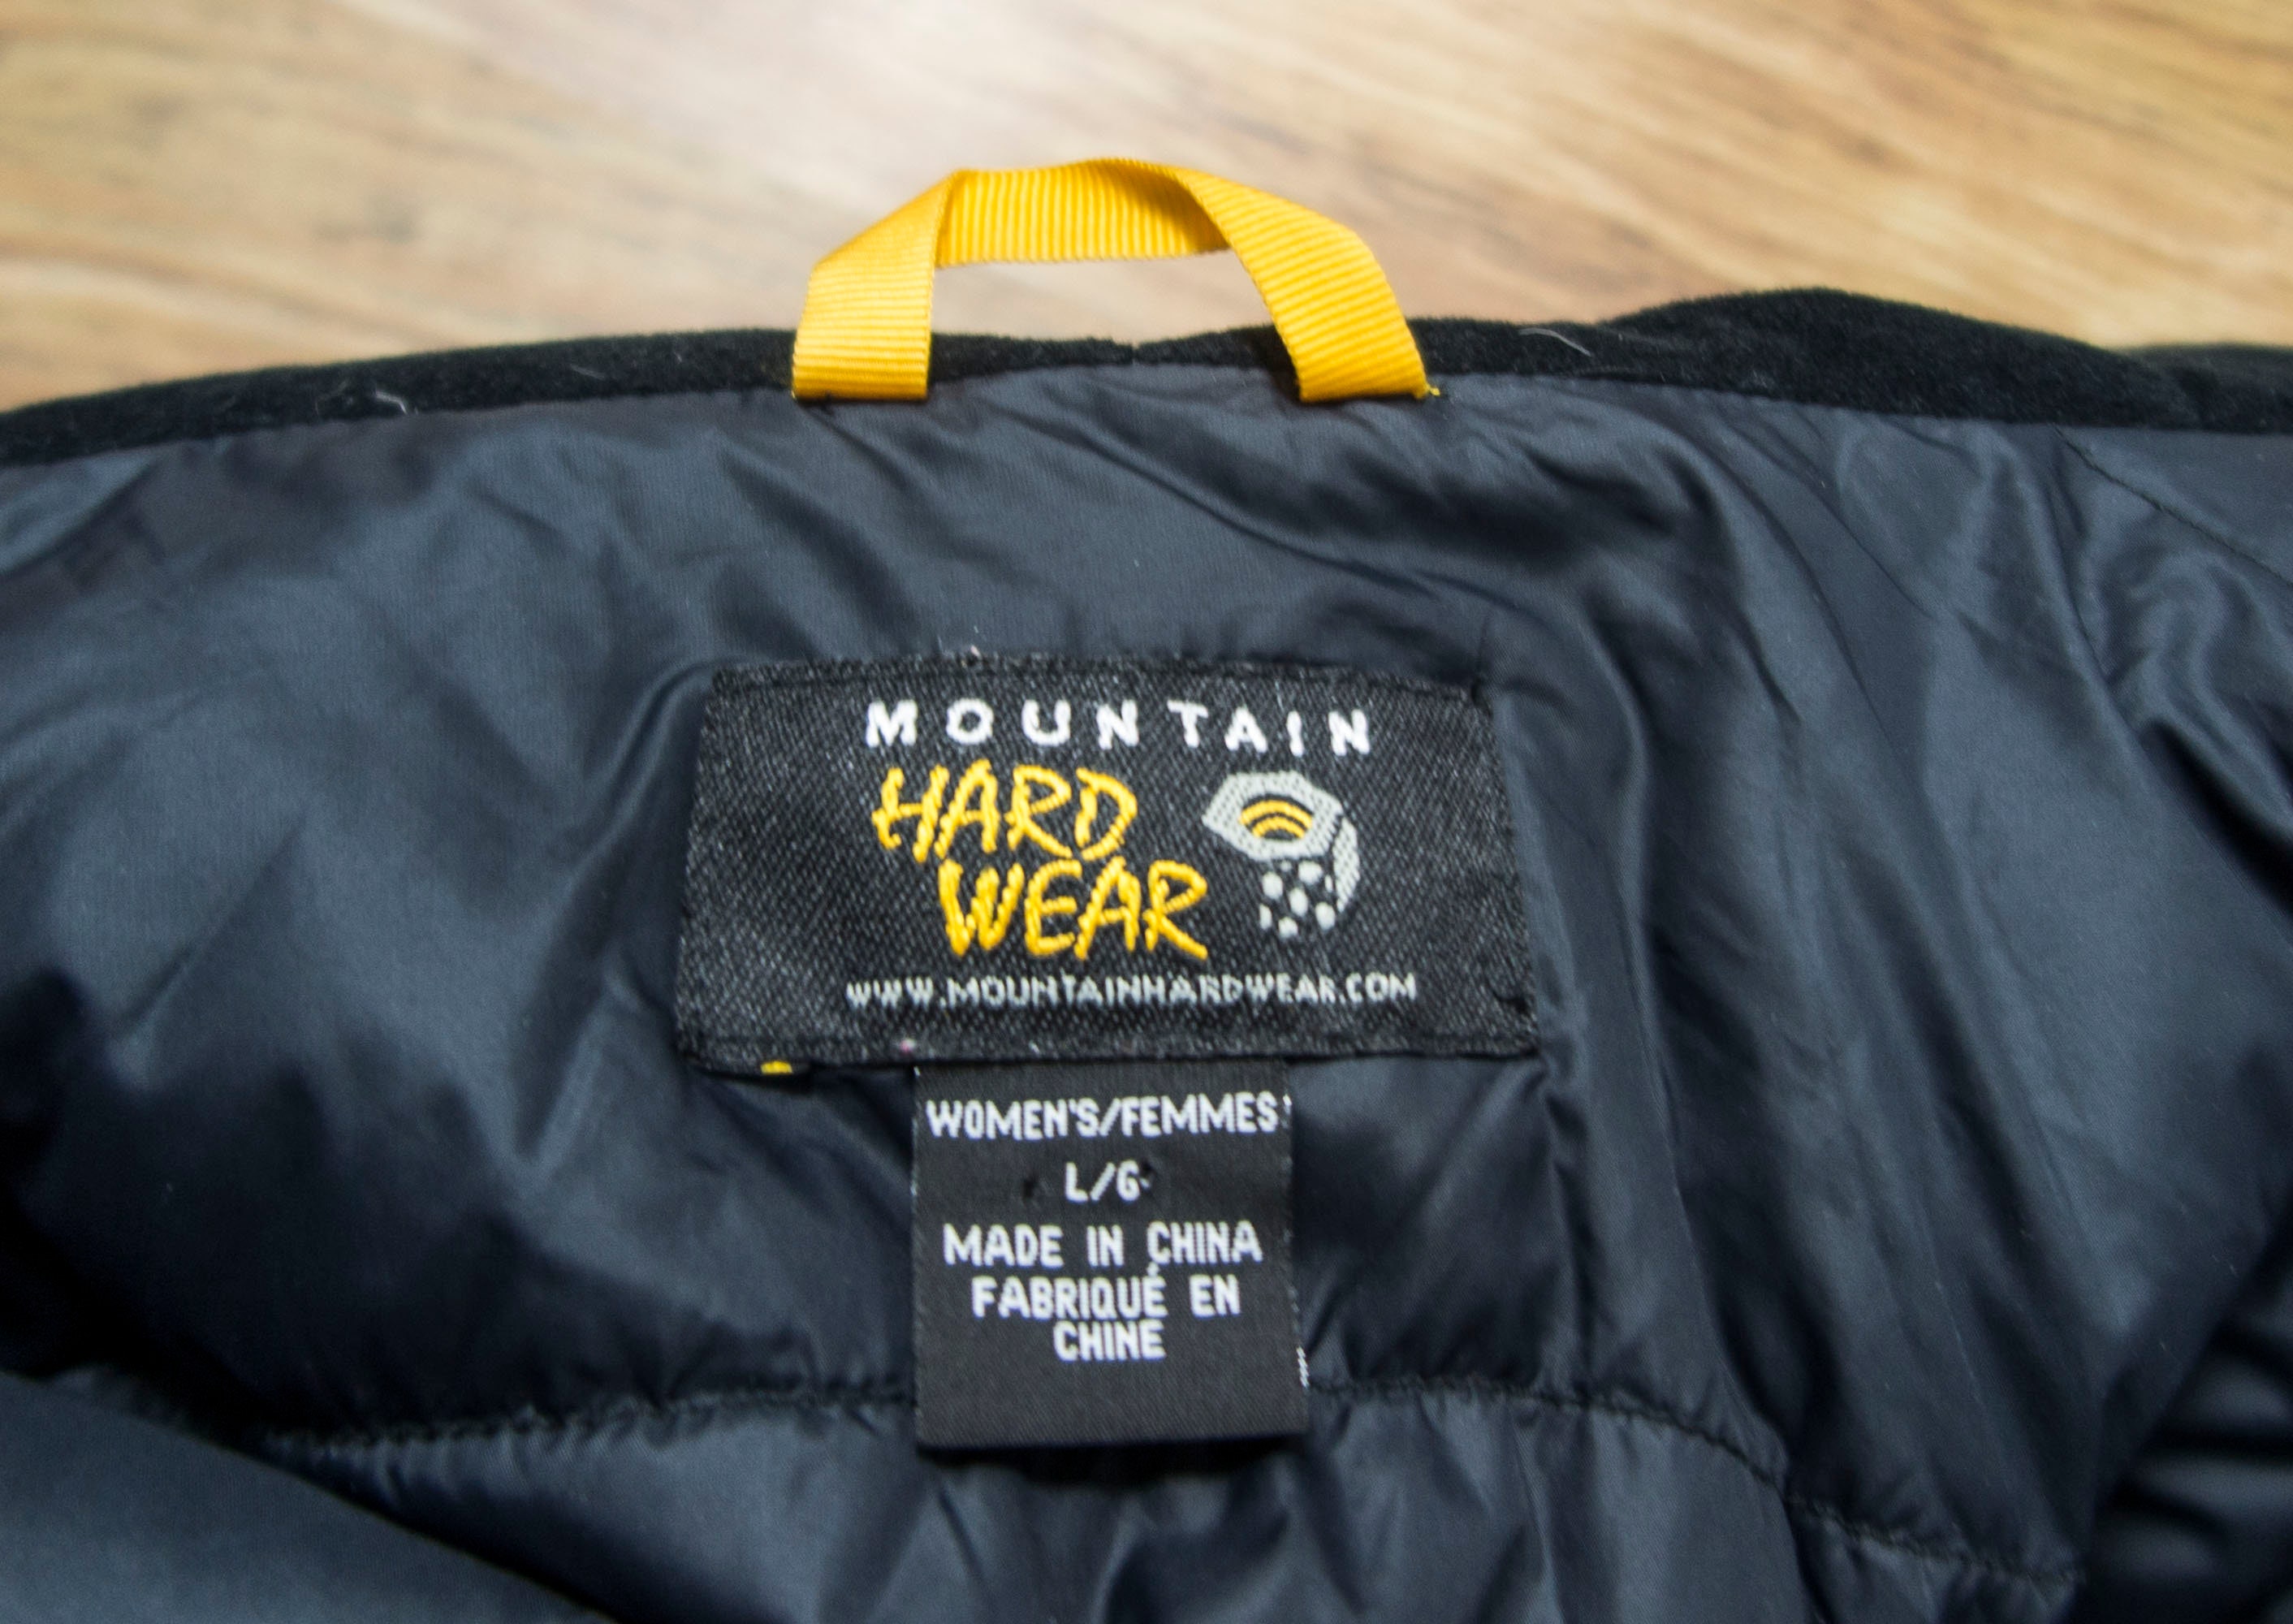 MOUNTAIN
HARD
WEAR
WWW.MOUNTAINHARDWEAR.COM
WOMEN'S/FEMMES
L/G
MADE IN CHINA
FABRIQUÉ EN
CHINE